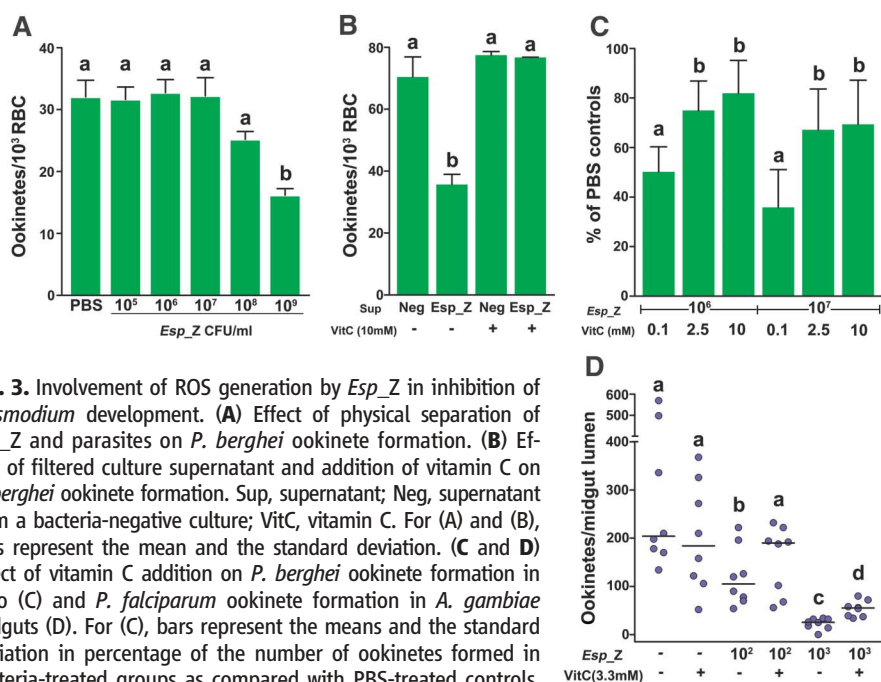 A
40
30
20
10
0
Ookinetes/10³ RBC
a a a a a b
PBS 10⁵ 10⁶ 10⁷ 10⁸ 10⁹
Esp_Z CFU/ml
B
80
60
40
20
0
Ookinetes/10³ RBC
a b a a
Sup Neg Esp_Z Neg Esp_Z
VitC (10mM) - - + +
C
100
80
60
40
20
0
% of PBS controls
a b b a b b
Esp_Z 10⁶ 10⁷
VitC (mM) 0.1 2.5 10 0.1 2.5 10
. 3. Involvement of ROS generation by Esp_Z in inhibition of
smodium development. (A) Effect of physical separation of
_Z and parasites on P. berghei ookinete formation. (B) Ef-
of filtered culture supernatant and addition of vitamin C on
berghei ookinete formation. Sup, supernatant; Neg, supernatant
a bacteria-negative culture; VitC, vitamin C. For (A) and (B),
s represent the mean and the standard deviation. (C and D)
ect of vitamin C addition on P. berghei ookinete formation in
o (C) and P. falciparum ookinete formation in A. gambiae
dguts (D). For (C), bars represent the means and the standard
iation in percentage of the number of ookinetes formed in
teria-treated groups as compared with PBS-treated controls.
D
600
500
400
300
200
100
0
Ookinetes/midgut lumen
a a b a c d
Esp_Z - - 10² 10² 10³ 10³
VitC(3.3mM) - + - + - +